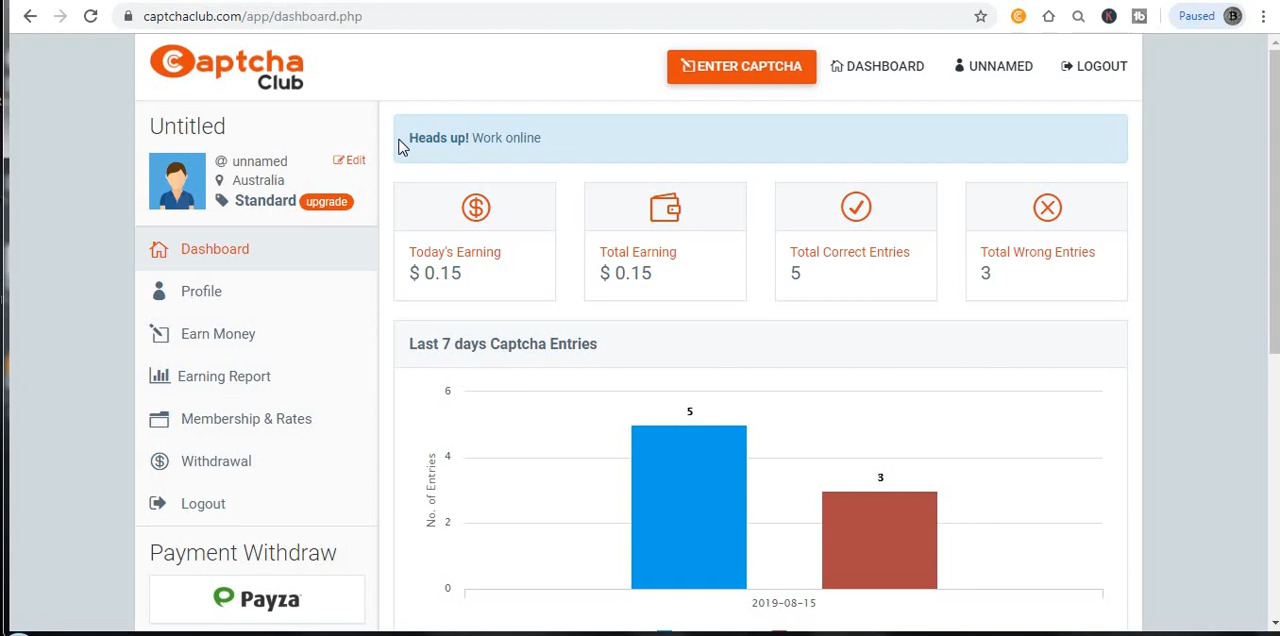 captchaclub.com/app/dashboard.php
Paused
Captcha
Club
ENTER CAPTCHA
DASHBOARD
UNNAMED
LOGOUT
Untitled
@ unnamed
Edit
Australia
Standard upgrade
Dashboard
Profile
Earn Money
Earning Report
Membership & Rates
Withdrawal
Logout
Payment Withdraw
Payza
Heads up! Work online
Today's Earning
$ 0.15
Total Earning
$ 0.15
Total Correct Entries
5
Total Wrong Entries
3
Last 7 days Captcha Entries
6
4
2
0
No. of Entries
5
3
2019-08-15